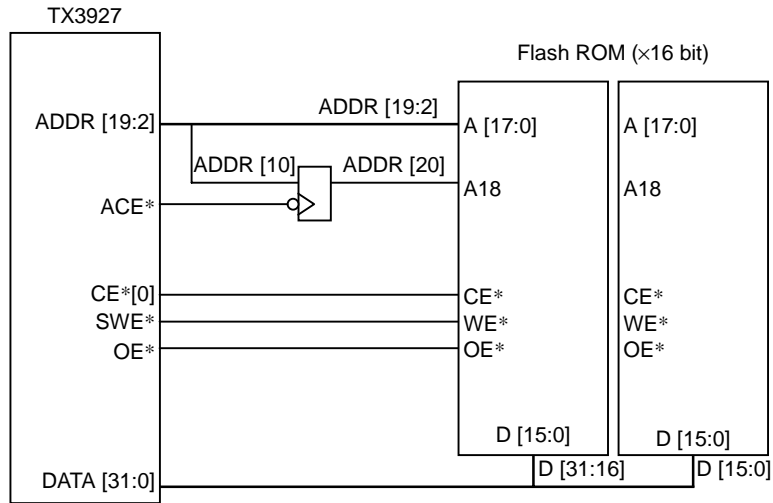 TX3927
Flash ROM (×16 bit)
ADDR [19:2]
ADDR [19:2]
A [17:0]
A [17:0]
ADDR [10]
ADDR [20]
A18
A18
ACE*
CE*[0]
CE*
CE*
SWE*
WE*
WE*
OE*
OE*
OE*
D [15:0]
D [15:0]
DATA [31:0]
D [31:16]
D [15:0]